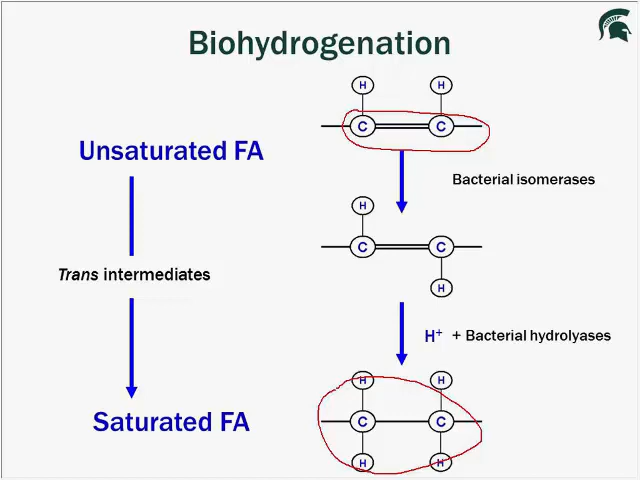 Biohydrogenation
H H
C C
Unsaturated FA
Bacterial isomerases
H
C C
Trans intermediates
H
H+ + Bacterial hydrolyases
H H
Saturated FA
C C
H H